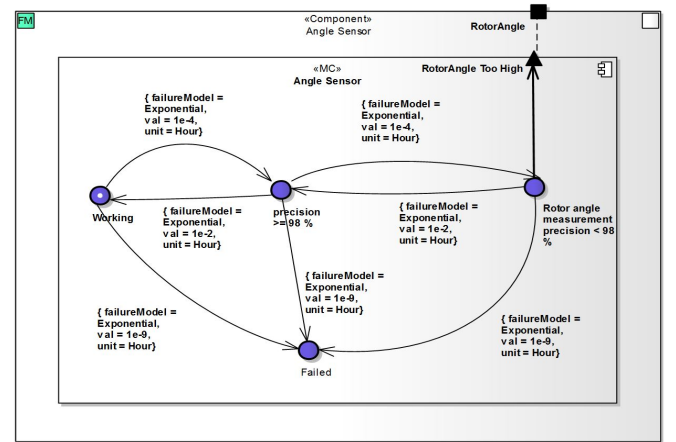 FM
«Component»
Angle Sensor
RotorAngle
«MC»
Angle Sensor
RotorAngle Too High
{ failureModel =
Exponential,
val = 1e-4,
unit = Hour}
{ failureModel =
Exponential,
val = 1e-4,
unit = Hour}
Working
{ failureModel =
Exponential,
val = 1e-2,
unit = Hour}
precision
>= 98 %
{ failureModel =
Exponential,
val = 1e-2,
unit = Hour}
Rotor angle
measurement
precision < 98
%
{ failureModel =
Exponential,
val = 1e-9,
unit = Hour}
{ failureModel =
Exponential,
val = 1e-9,
unit = Hour}
{ failureModel =
Exponential,
val = 1e-9,
unit = Hour}
Failed